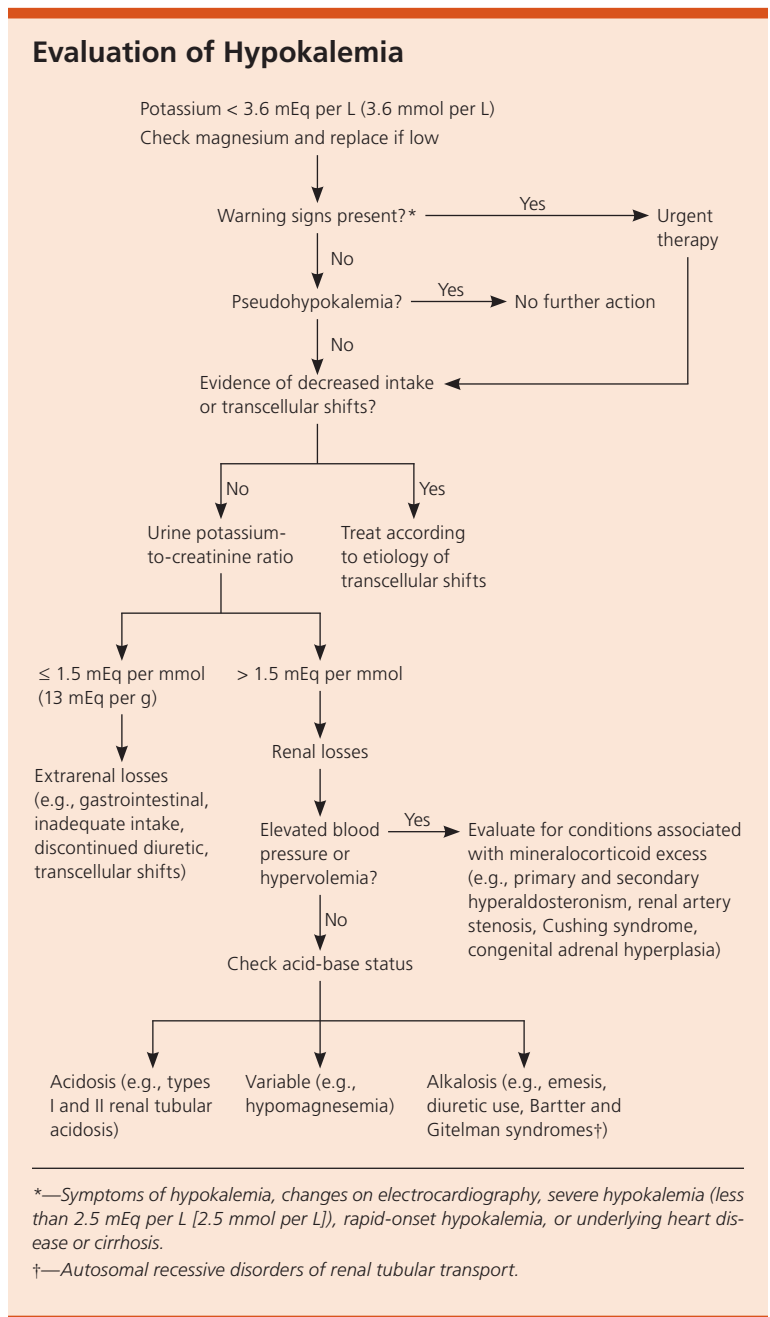 Evaluation of Hypokalemia
Potassium < 3.6 mEq per L (3.6 mmol per L)
Check magnesium and replace if low
Warning signs present?*
Yes
Urgent
therapy
No
Pseudohypokalemia?
Yes
No further action
No
Evidence of decreased intake
or transcellular shifts?
No
Yes
Urine potassium-
to-creatinine ratio
Treat according
to etiology of
transcellular shifts
≤ 1.5 mEq per mmol
(13 mEq per g)
> 1.5 mEq per mmol
Renal losses
Extrarenal losses
(e.g., gastrointestinal,
inadequate intake,
discontinued diuretic,
transcellular shifts)
Elevated blood
pressure or
hypervolemia?
Yes
Evaluate for conditions associated
with mineralocorticoid excess
(e.g., primary and secondary
hyperaldosteronism, renal artery
stenosis, Cushing syndrome,
congenital adrenal hyperplasia)
No
Check acid-base status
Acidosis (e.g., types
I and II renal tubular
acidosis)
Variable (e.g.,
hypomagnesemia)
Alkalosis (e.g., emesis,
diuretic use, Bartter and
Gitelman syndromes†)
*—Symptoms of hypokalemia, changes on electrocardiography, severe hypokalemia (less
than 2.5 mEq per L [2.5 mmol per L]), rapid-onset hypokalemia, or underlying heart dis-
ease or cirrhosis.
†—Autosomal recessive disorders of renal tubular transport.